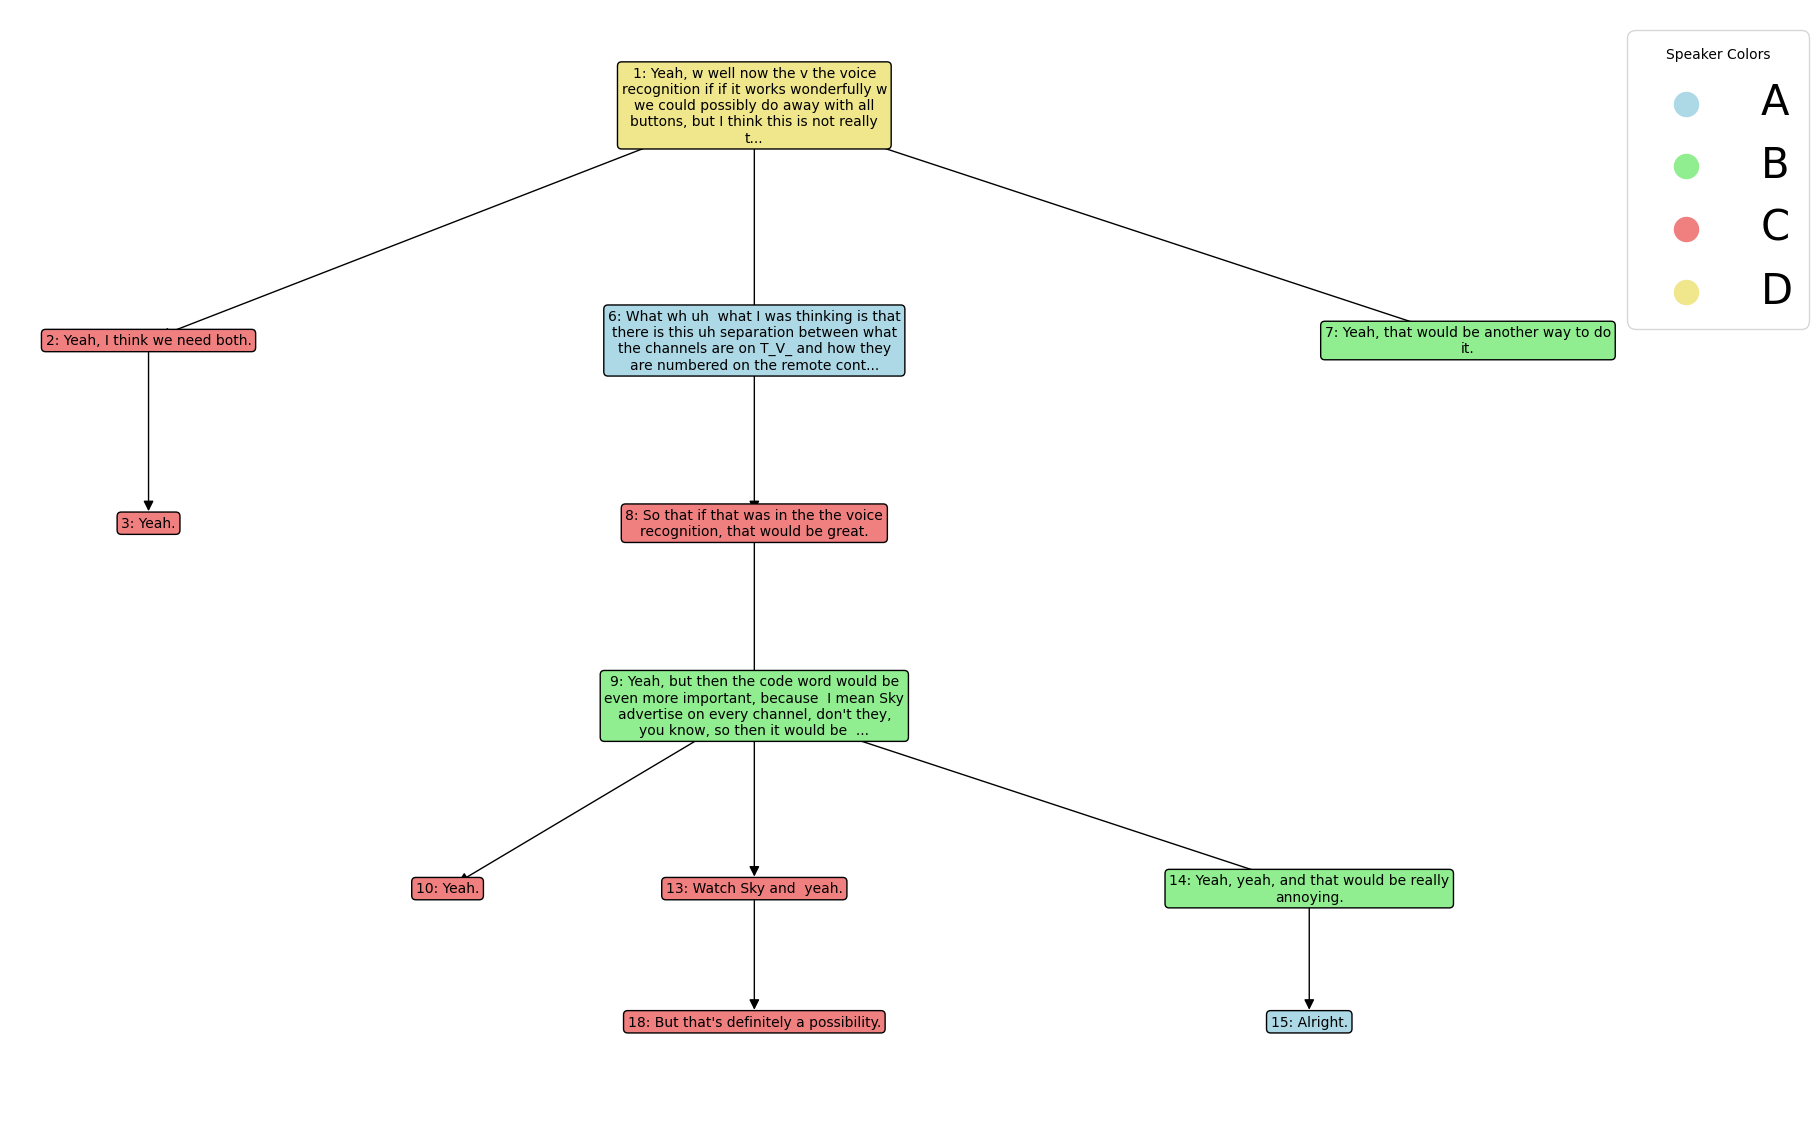 1: Yeah, w well now the v the voice
recognition if if it works wonderfully w
we could possibly do away with all
buttons, but I think this is not really
t...
Speaker Colors
A
B
C
D
2: Yeah, I think we need both.
6: What wh uh  what I was thinking is that
there is this uh separation between what
the channels are on T_V_ and how they
are numbered on the remote cont...
7: Yeah, that would be another way to do
it.
3: Yeah.
8: So that if that was in the the voice
recognition, that would be great.
9: Yeah, but then the code word would be
even more important, because  I mean Sky
advertise on every channel, don't they,
you know, so then it would be  ...
10: Yeah.
13: Watch Sky and  yeah.
14: Yeah, yeah, and that would be really
annoying.
18: But that's definitely a possibility.
15: Alright.